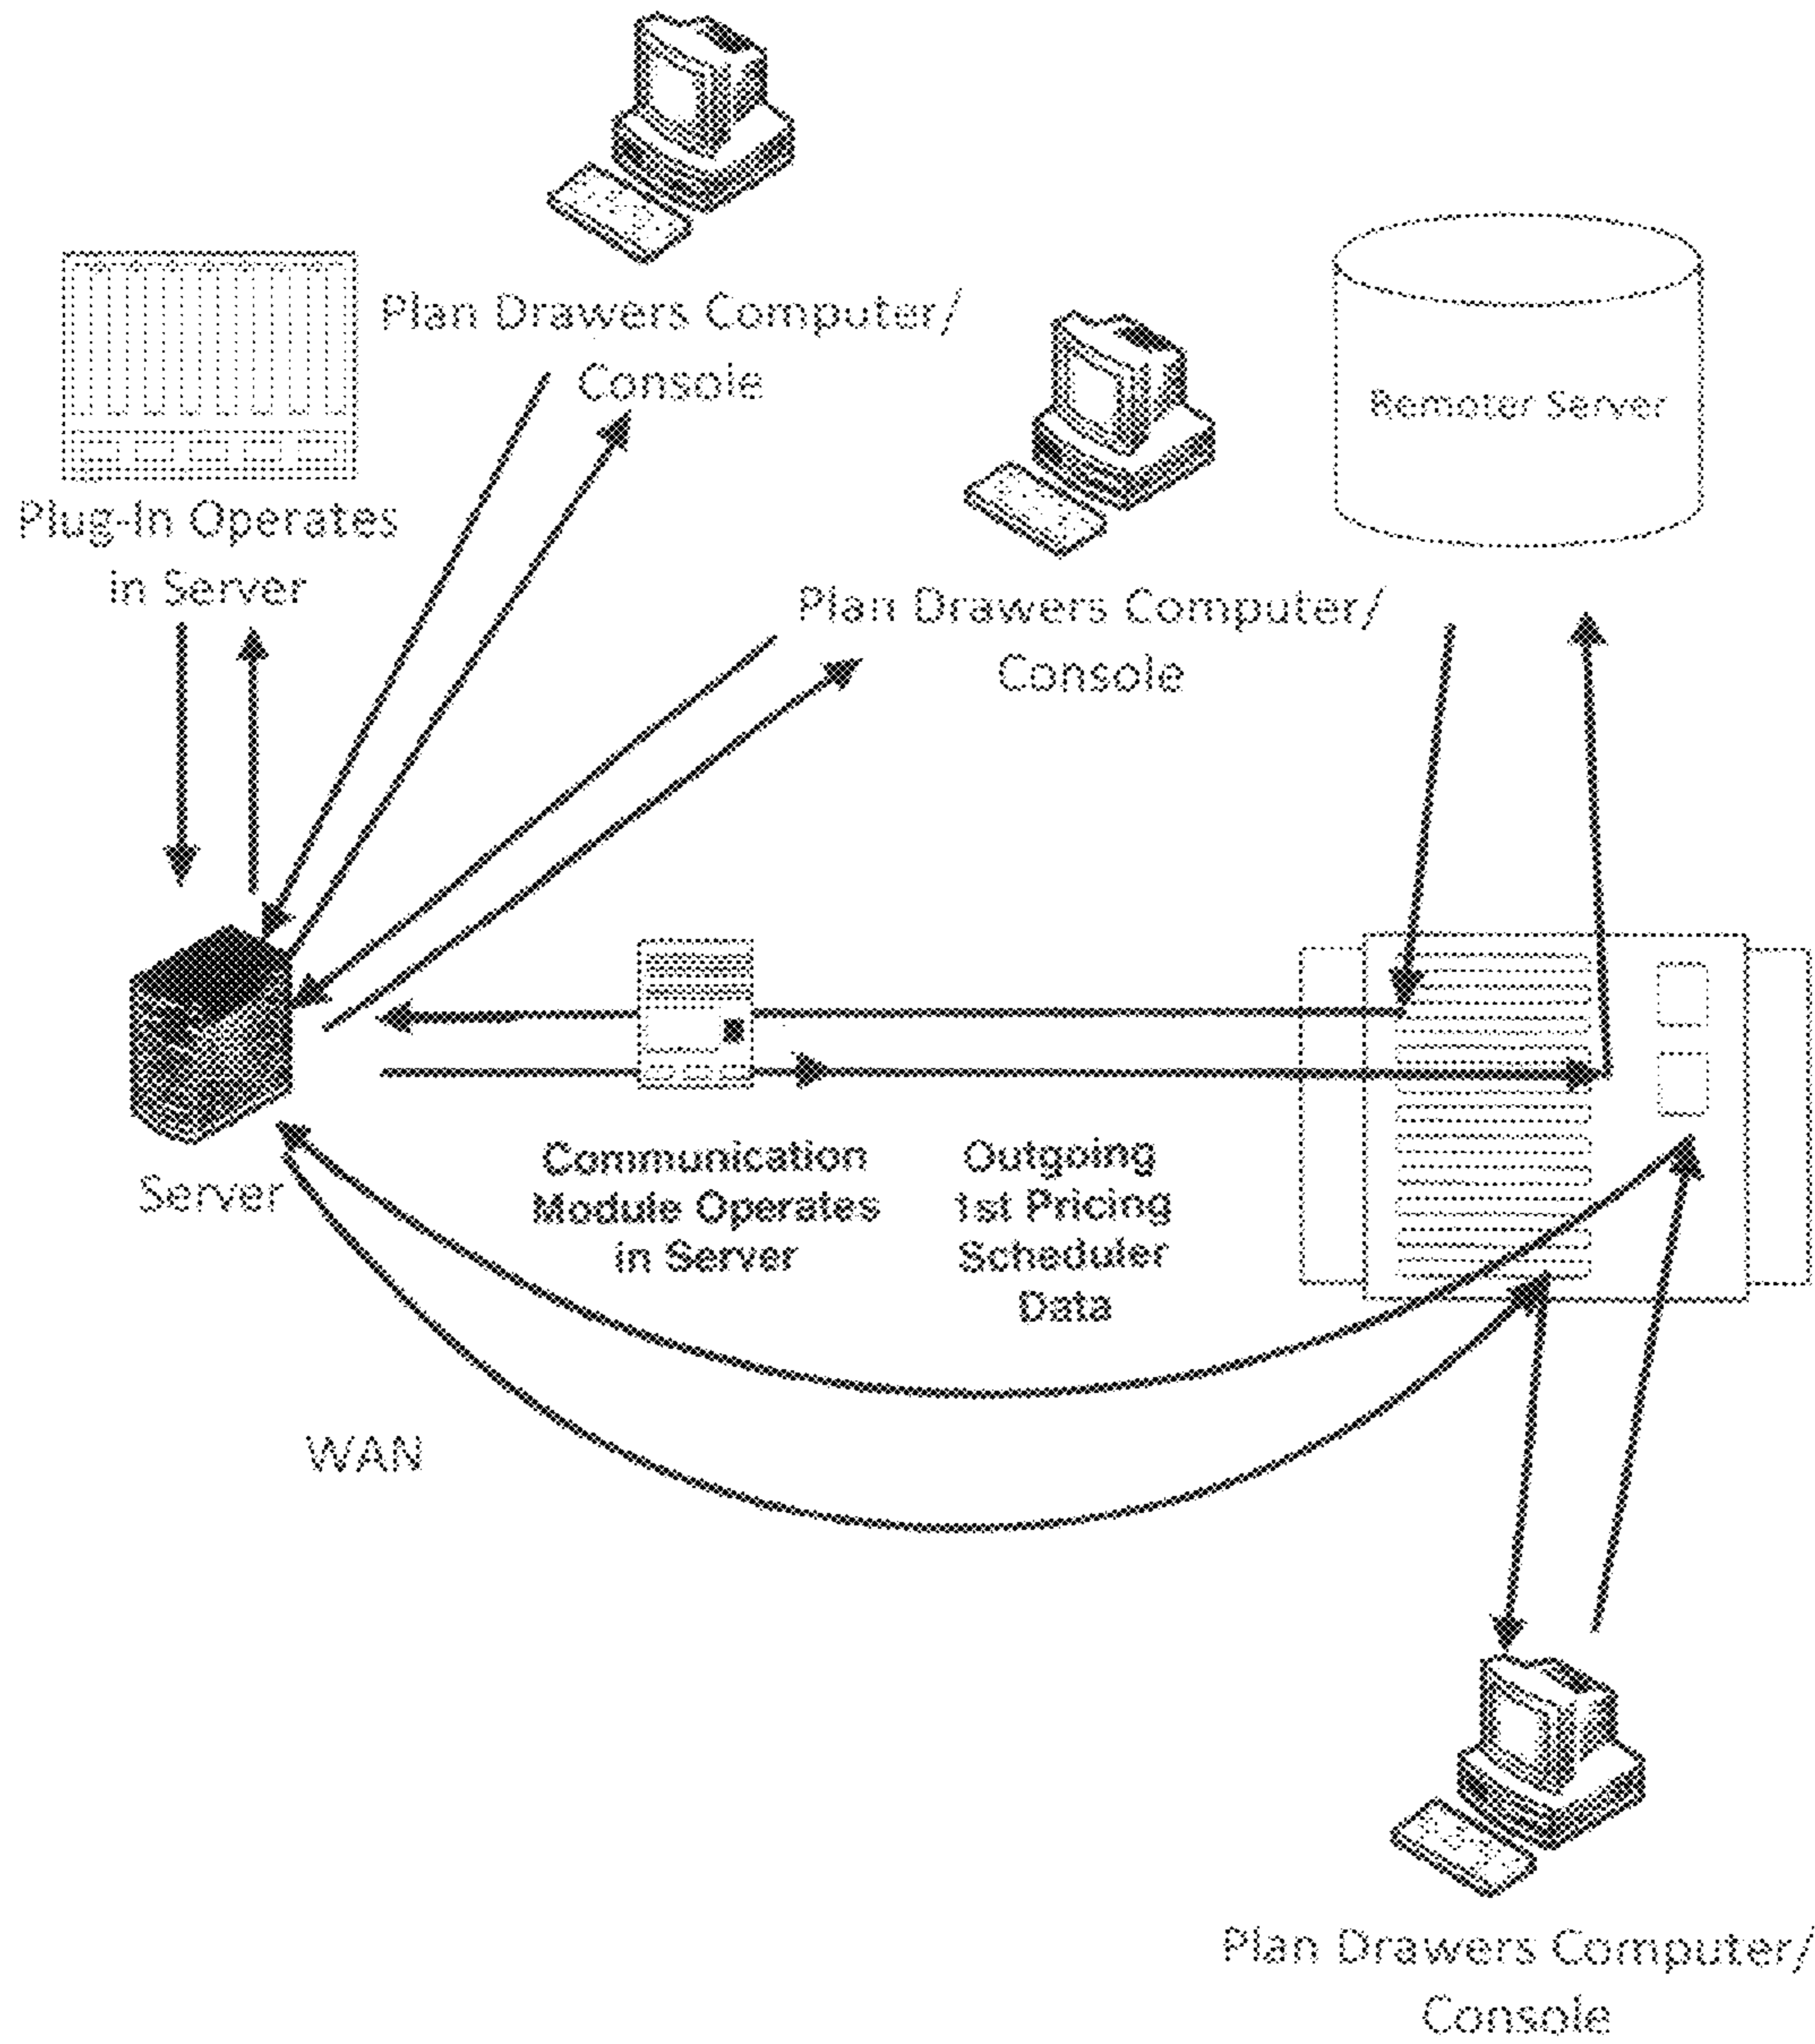 Plan Drawers Computer/
Console
Plug-In Operates
in Server
Plan Drawers Computer/
Console
Remoter Server
Server
Communication
Module Operates
in Server
Outgoing
1st Pricing
Scheduler
Data
WAN
Plan Drawers Computer/
Console